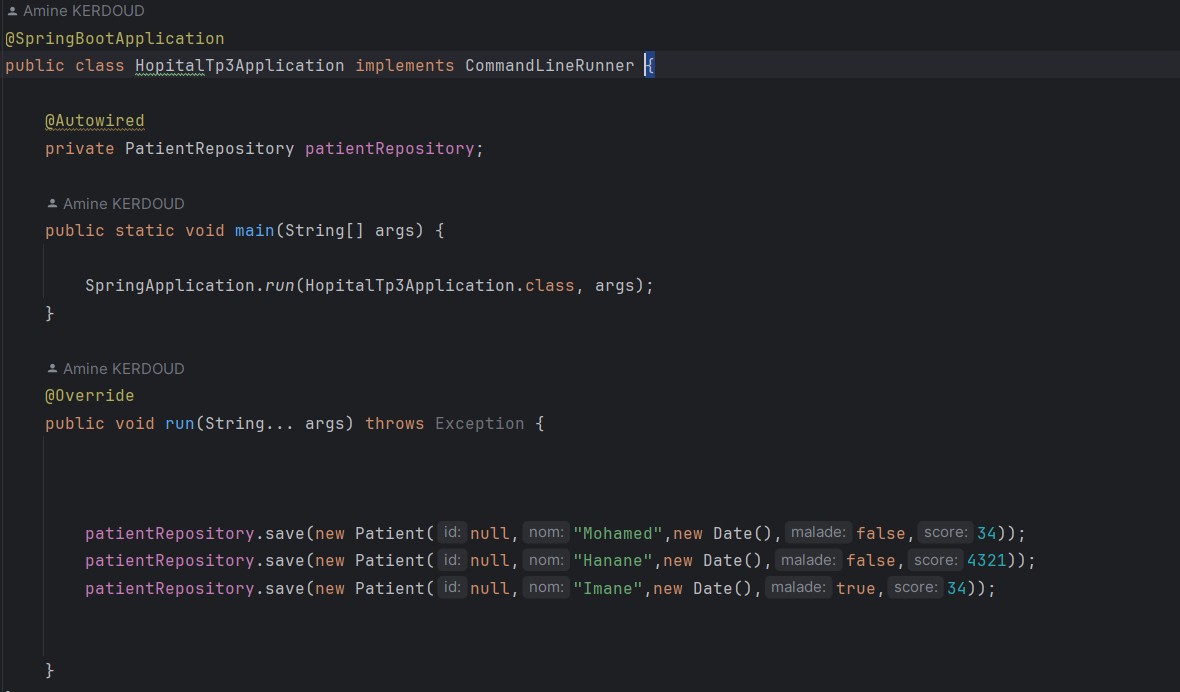 Amine KERDOUD
@SpringBootApplication
public class HopitalTp3Application implements CommandLineRunner {
@Autowired
private PatientRepository patientRepository;
Amine KERDOUD
public static void main(String[] args) {
SpringApplication.run(HopitalTp3Application.class, args);
}
Amine KERDOUD
@Override
public void run(String... args) throws Exception {
patientRepository.save(new Patient( id: null, nom: "Mohamed",new Date(), malade: false, score: 34));
patientRepository.save(new Patient( id: null, nom: "Hanane",new Date(), malade: false, score: 4321));
patientRepository.save(new Patient( id: null, nom: "Imane",new Date(), malade: true, score: 34));
}